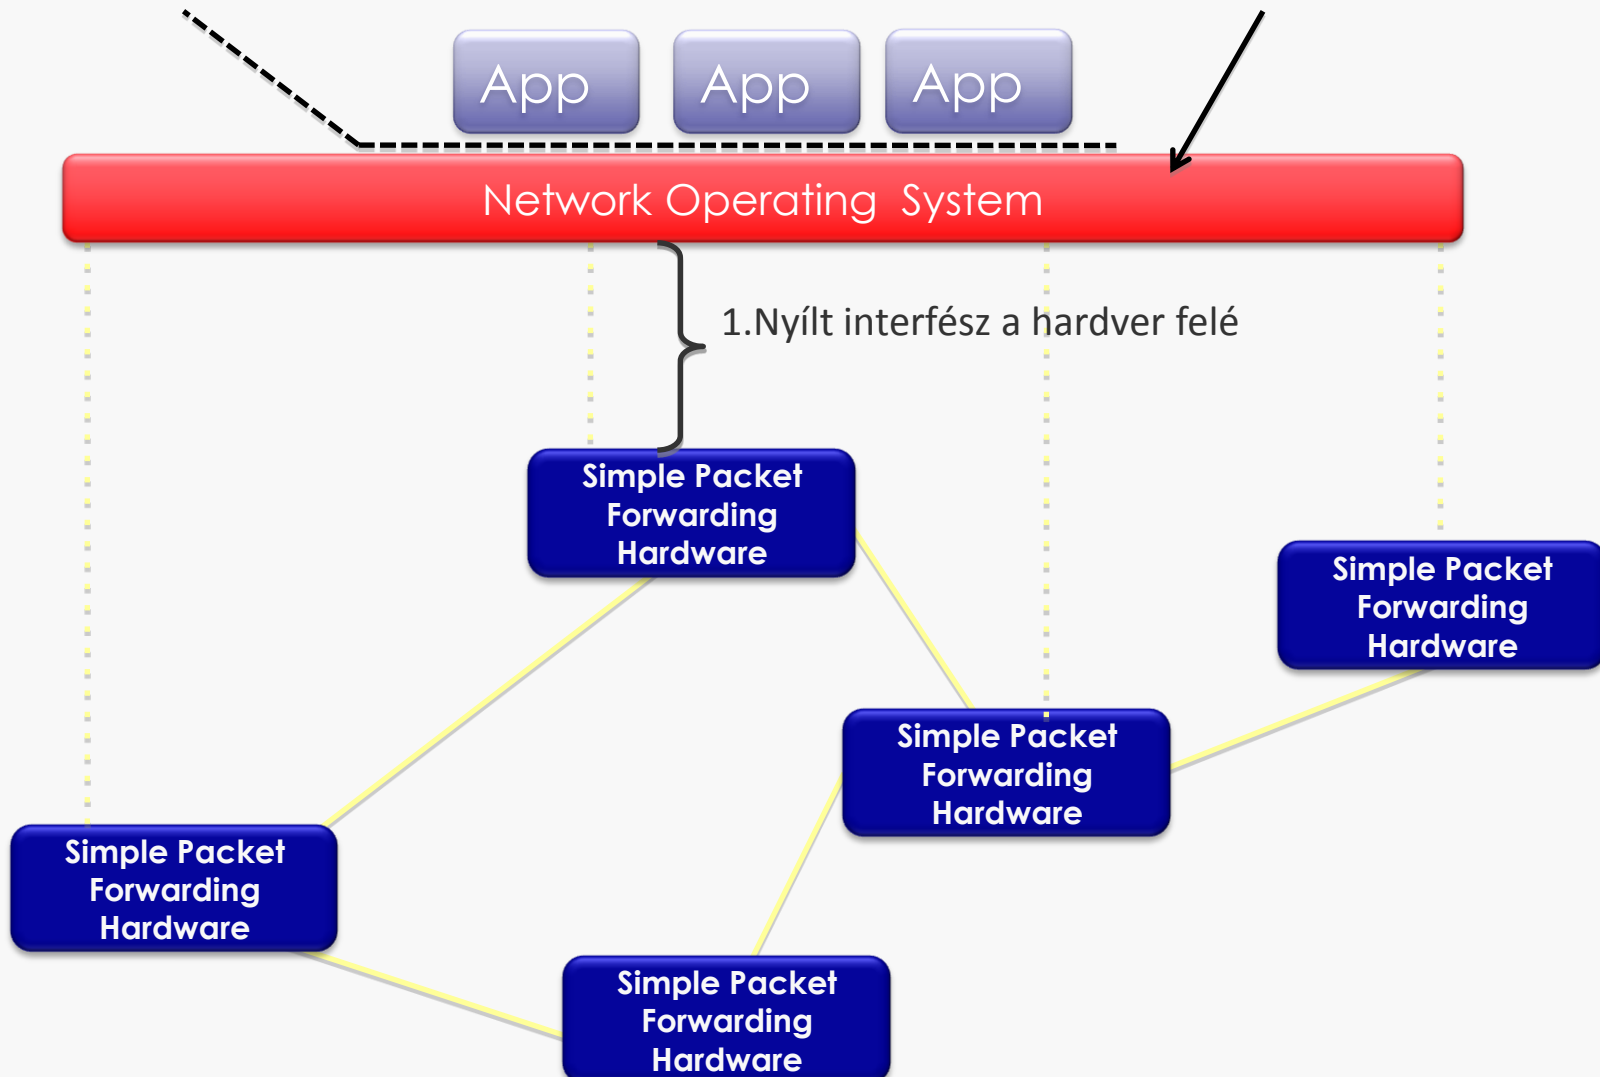 App App App
Network Operating System
1.Nyílt interfész a hardver felé
Simple Packet
Forwarding
Hardware
Simple Packet
Forwarding
Hardware
Simple Packet
Forwarding
Hardware
Simple Packet
Forwarding
Hardware
Simple Packet
Forwarding
Hardware